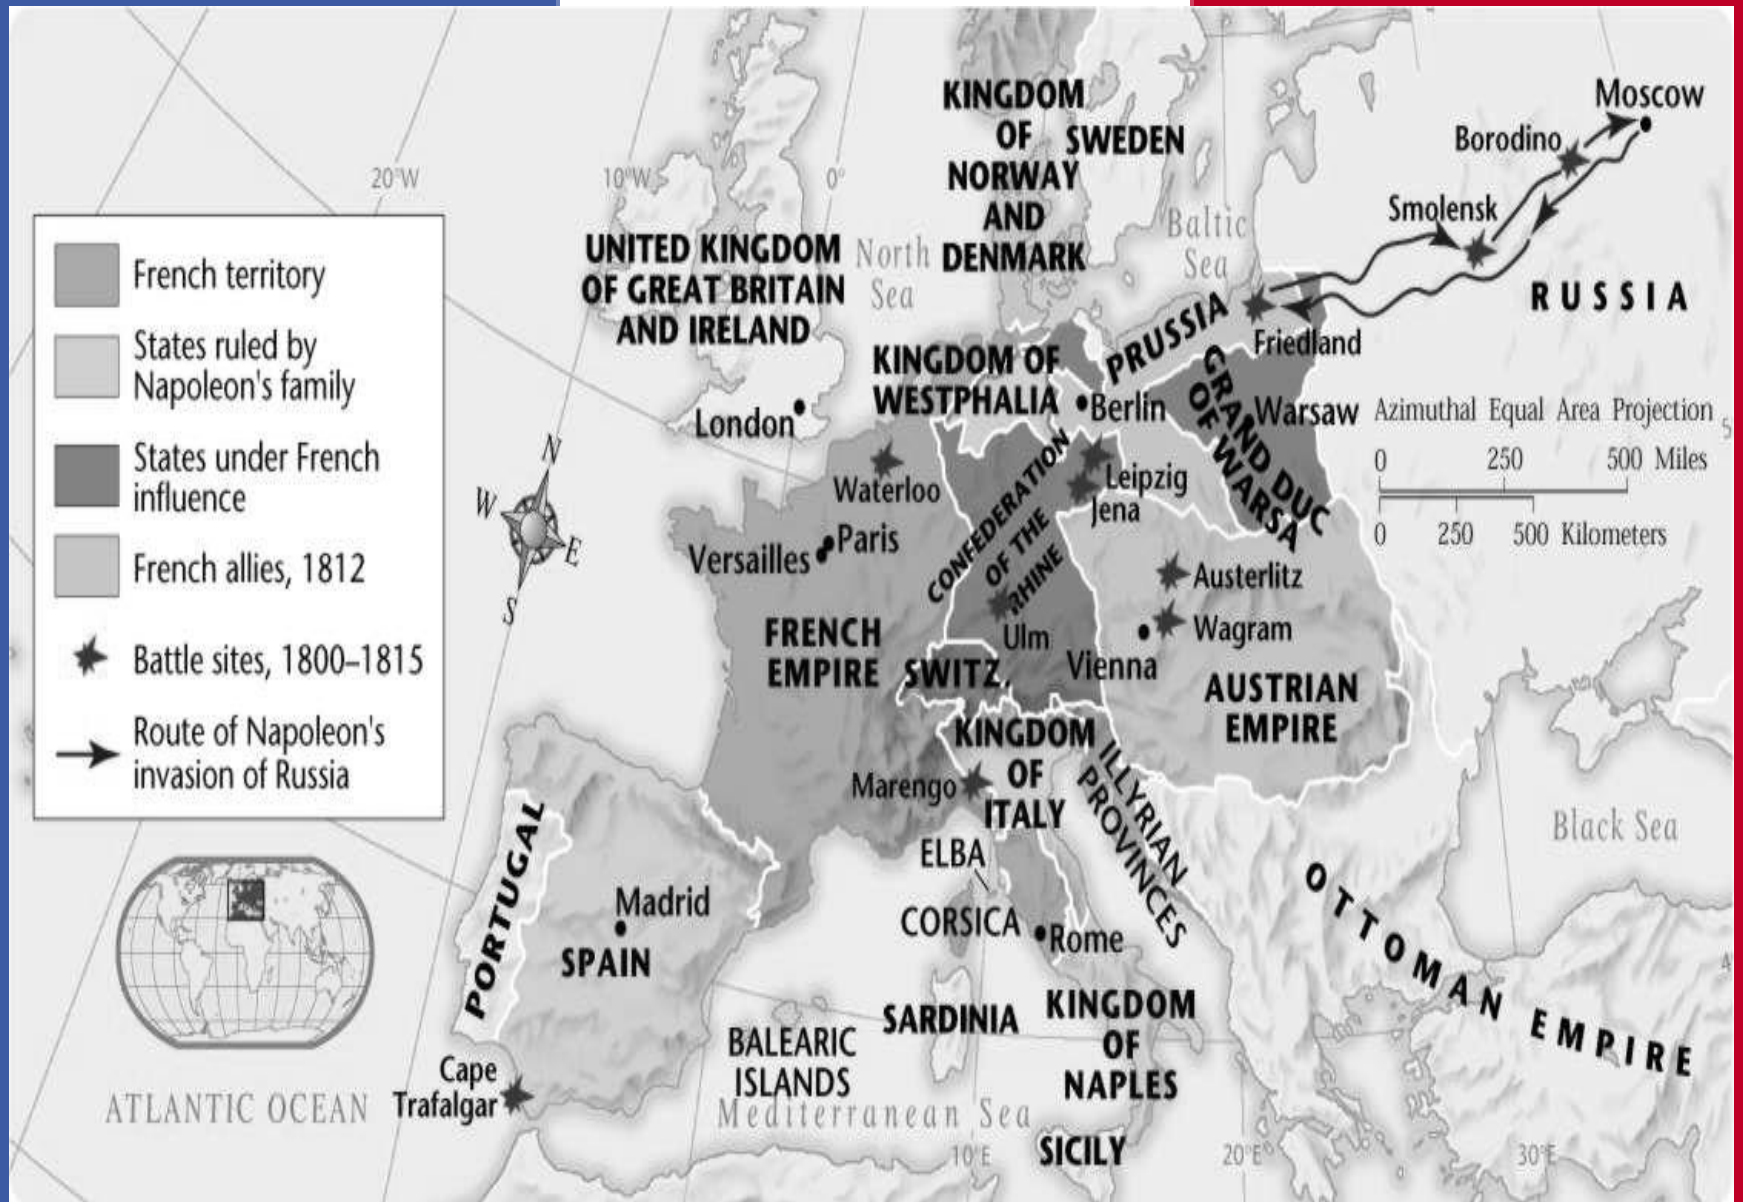 French territory
States ruled by
Napoleon's family
States under French
influence
French allies, 1812
Battle sites, 1800–1815
Route of Napoleon's
invasion of Russia
20°W
10°W
0°
KINGDOM
OF
NORWAY
AND
DENMARK
SWEDEN
Moscow
Borodino
Smolensk
Baltic
Sea
North
Sea
UNITED KINGDOM
OF GREAT BRITAIN
AND IRELAND
RUSSIA
PRUSSIA
Friedland
KINGDOM OF
WESTPHALIA
London
Berlin
GRAND DUC
OF WARSA
Warsaw
Azimuthal Equal Area Projection
0 250 500 Miles
0 250 500 Kilometers
5
N
W
E
S
Waterloo
Leipzig
Jena
Versailles
Paris
CONFEDERATION
OF THE
RHINE
Ulm
Austerlitz
Wagram
Vienna
FRENCH
EMPIRE
SWITZ.
AUSTRIAN
EMPIRE
KINGDOM
OF
ITALY
Marengo
ILLYRIAN
PROVINCES
ELBA
CORSICA
Rome
PORTUGAL
Madrid
SPAIN
Black Sea
OTTOMAN EMPIRE
4
SARDINIA
KINGDOM
OF
NAPLES
BALEARIC
ISLANDS
Cape
Trafalgar
ATLANTIC OCEAN
Mediterranean Sea
SICILY
10°E
20°E
30°E